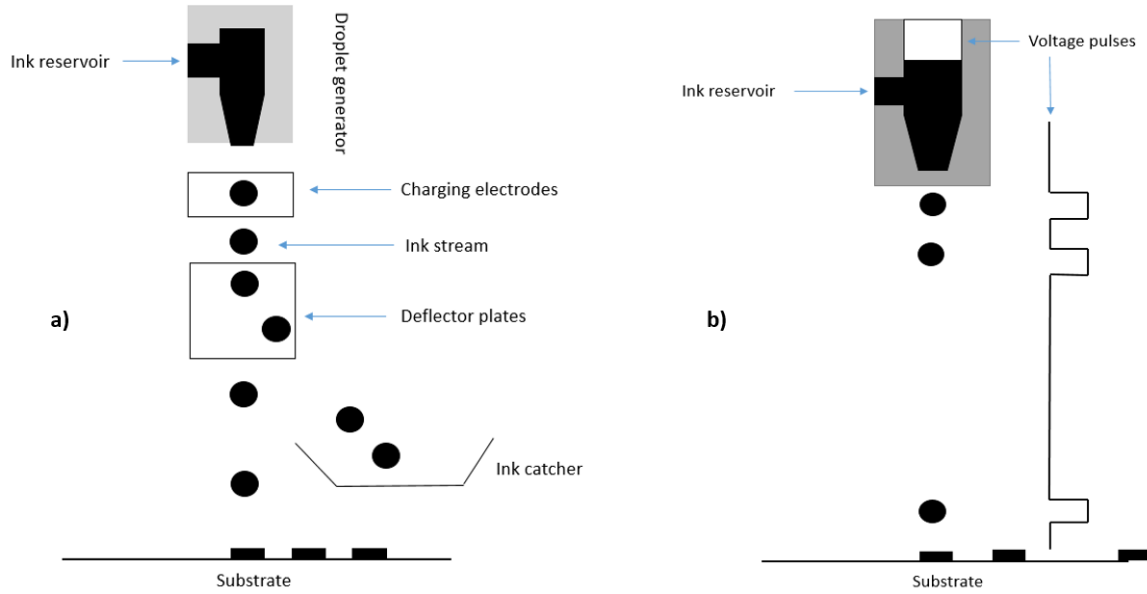 Ink reservoir
Droplet generator
Charging electrodes
Ink stream
a)
Deflector plates
Ink catcher
Substrate
Voltage pulses
Ink reservoir
b)
Substrate